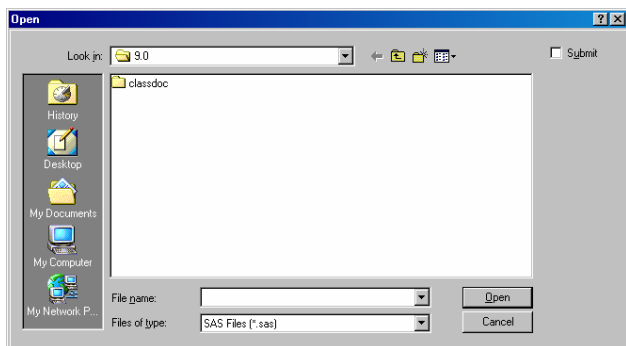 Open
Look in: 9.0
Submit
classdoc
History
Desktop
My Documents
My Computer
My Network P...
File name:
Open
Files of type: SAS Files (*.sas)
Cancel